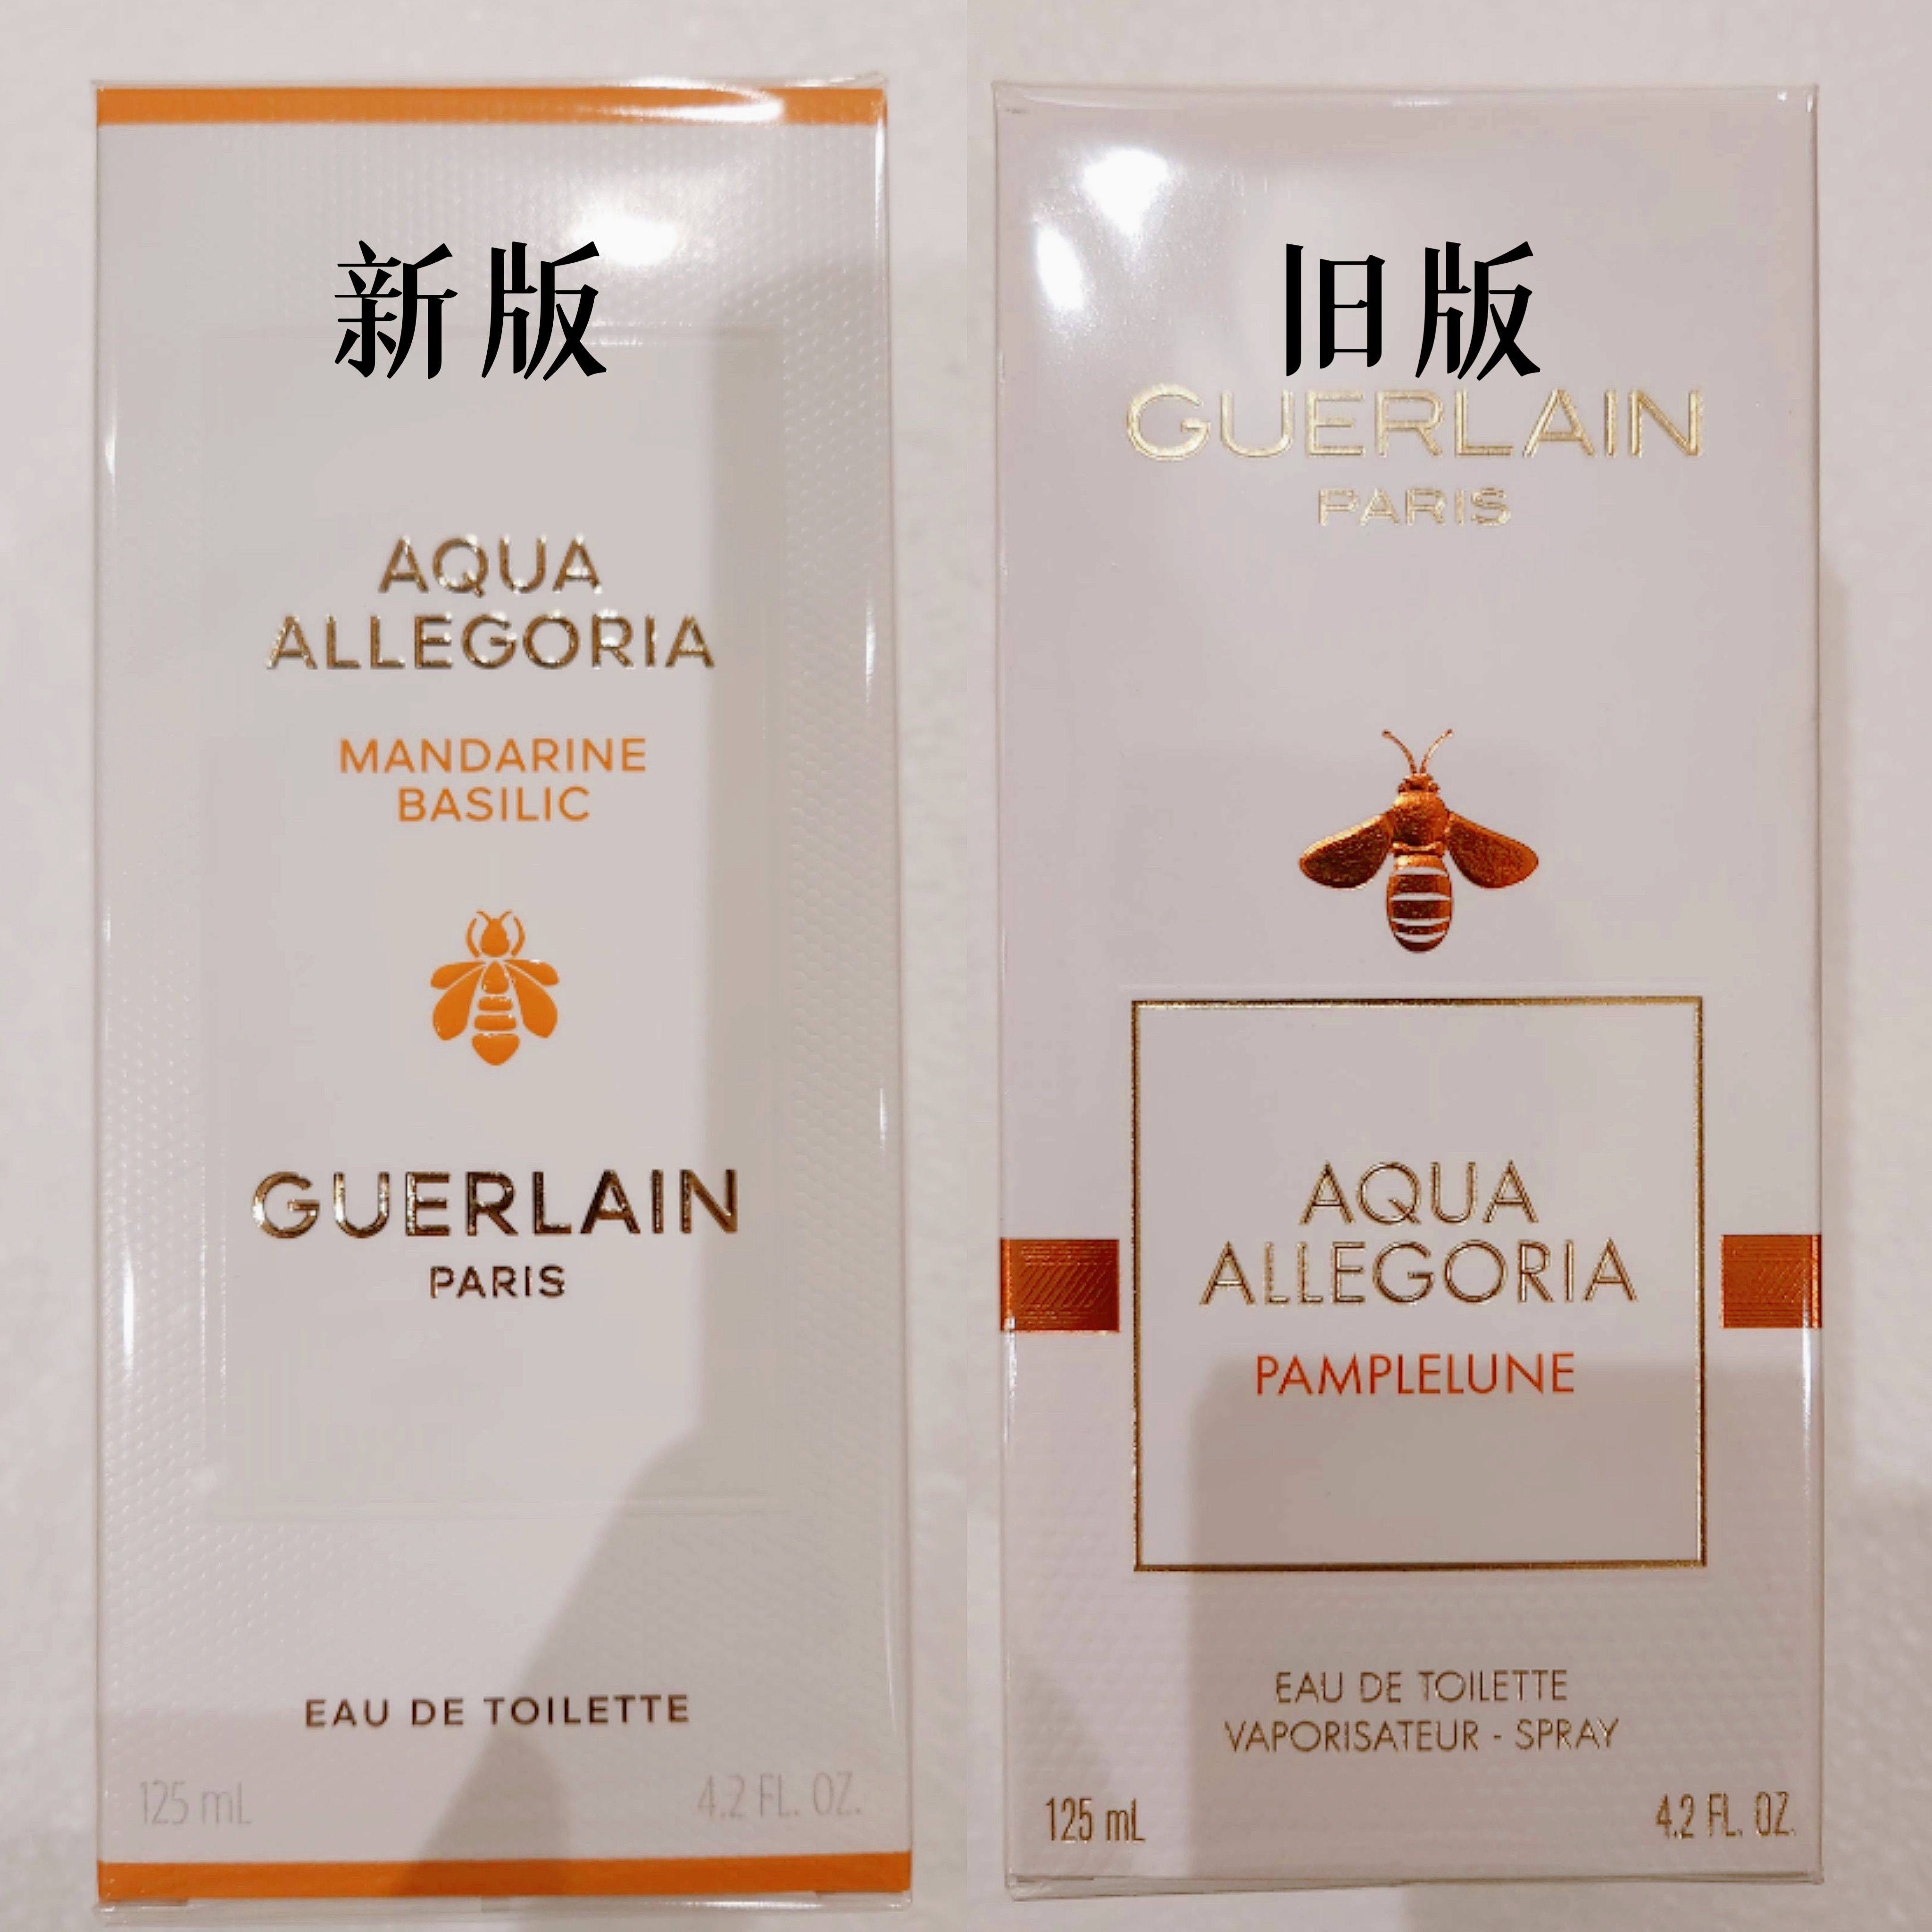 新版
AQUA
ALLEGORIA
MANDARINE
BASILIC
GUERLAIN
PARIS
EAU DE TOILETTE
125 mL
4.2 FL. OZ.
旧版
GUERLAIN
PARIS
AQUA
ALLEGORIA
PAMPLELUNE
EAU DE TOILETTE
VAPORISATEUR - SPRAY
125 mL
4.2 FL. OZ.